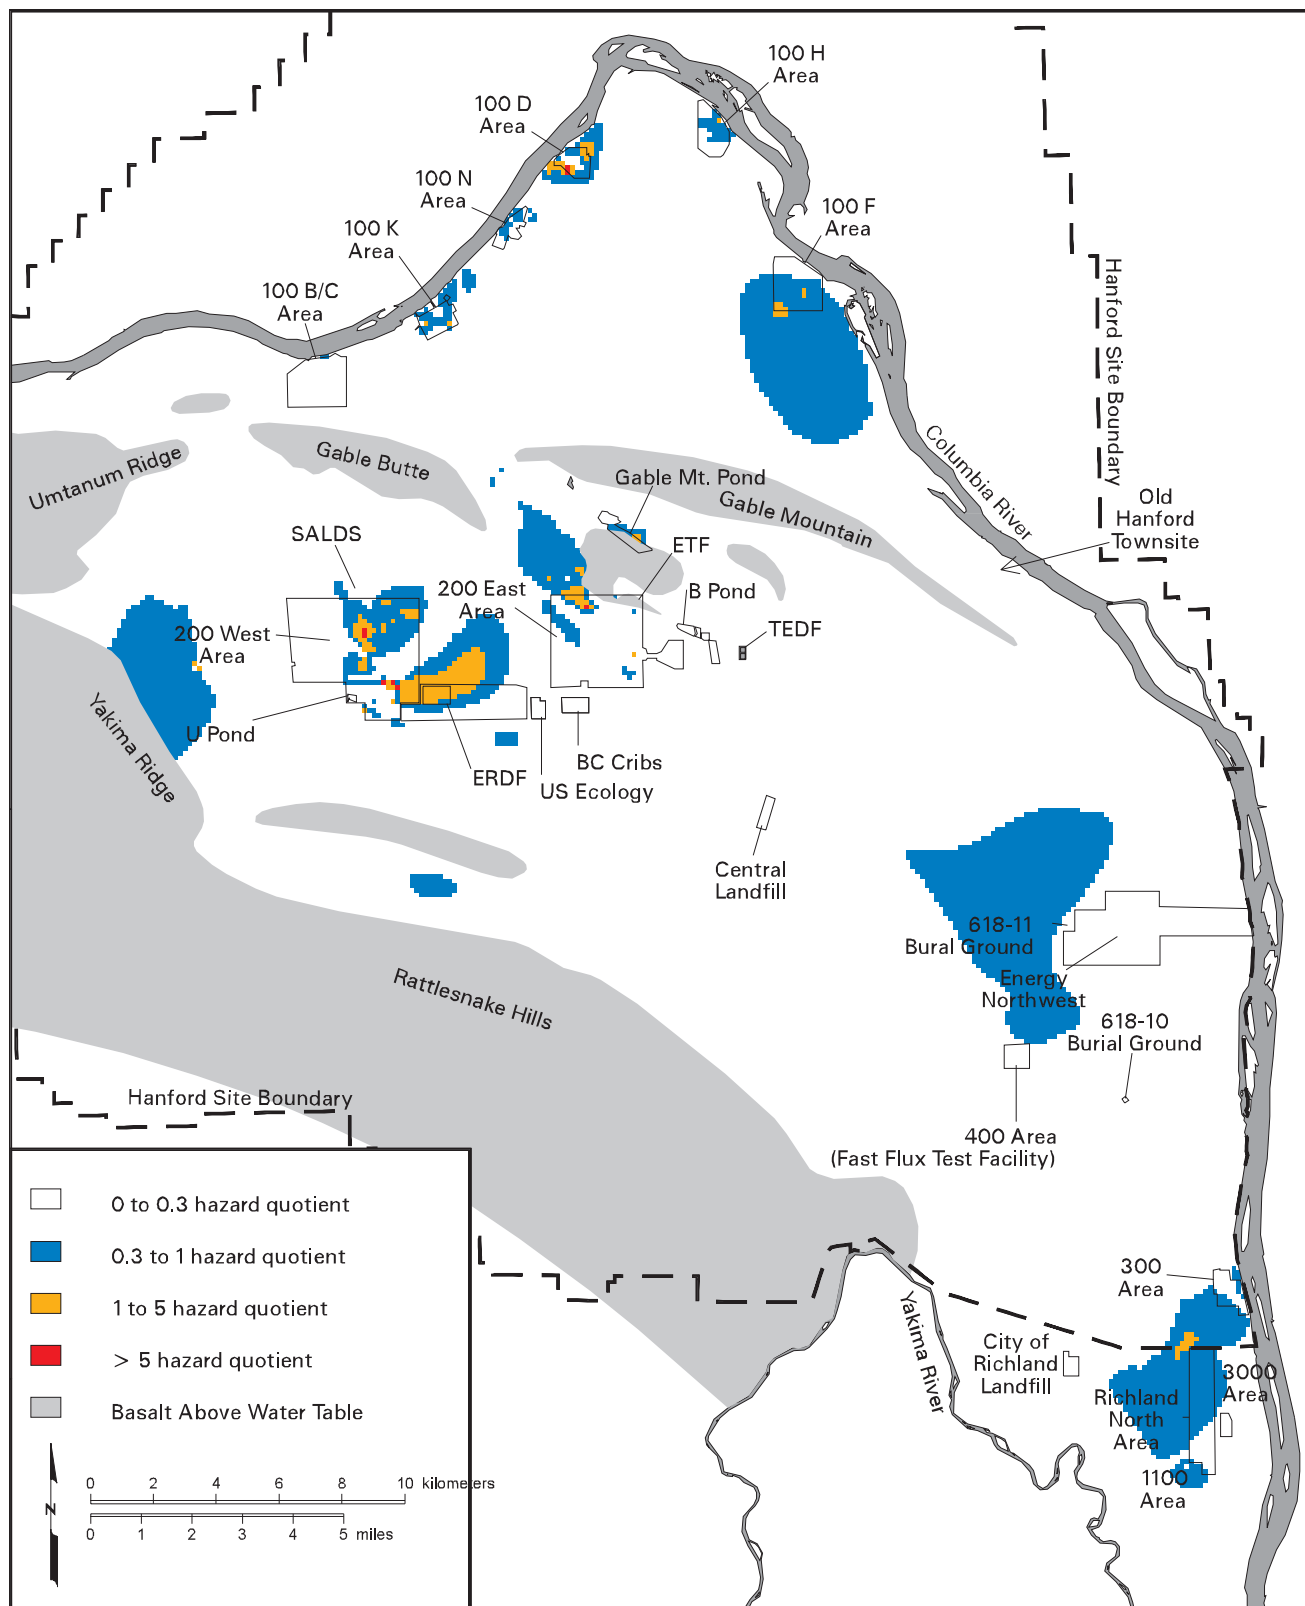 100 H
Area
100 D
Area
100 N
Area
100 K
Area
100 F
Area
100 B/C
Area
Hanford Site Boundary
Columbia River
Umtanum Ridge
Gable Butte
Gable Mt. Pond
Gable Mountain
Old
Hanford
Townsite
SALDS
ETF
200 East
Area
B Pond
TEDF
200 West
Area
Yakima Ridge
U Pond
ERDF
BC Cribs
US Ecology
Central
Landfill
618-11
Bural Ground
Energy
Northwest
Rattlesnake Hills
618-10
Burial Ground
Hanford Site Boundary
400 Area
(Fast Flux Test Facility)
0 to 0.3 hazard quotient
0.3 to 1 hazard quotient
1 to 5 hazard quotient
> 5 hazard quotient
Basalt Above Water Table
300
Area
Yakima River
City of
Richland
Landfill
3000
Area
Richland
North
Area
1100
Area
N
0 2 4 6 8 10 kilometers
0 1 2 3 4 5 miles